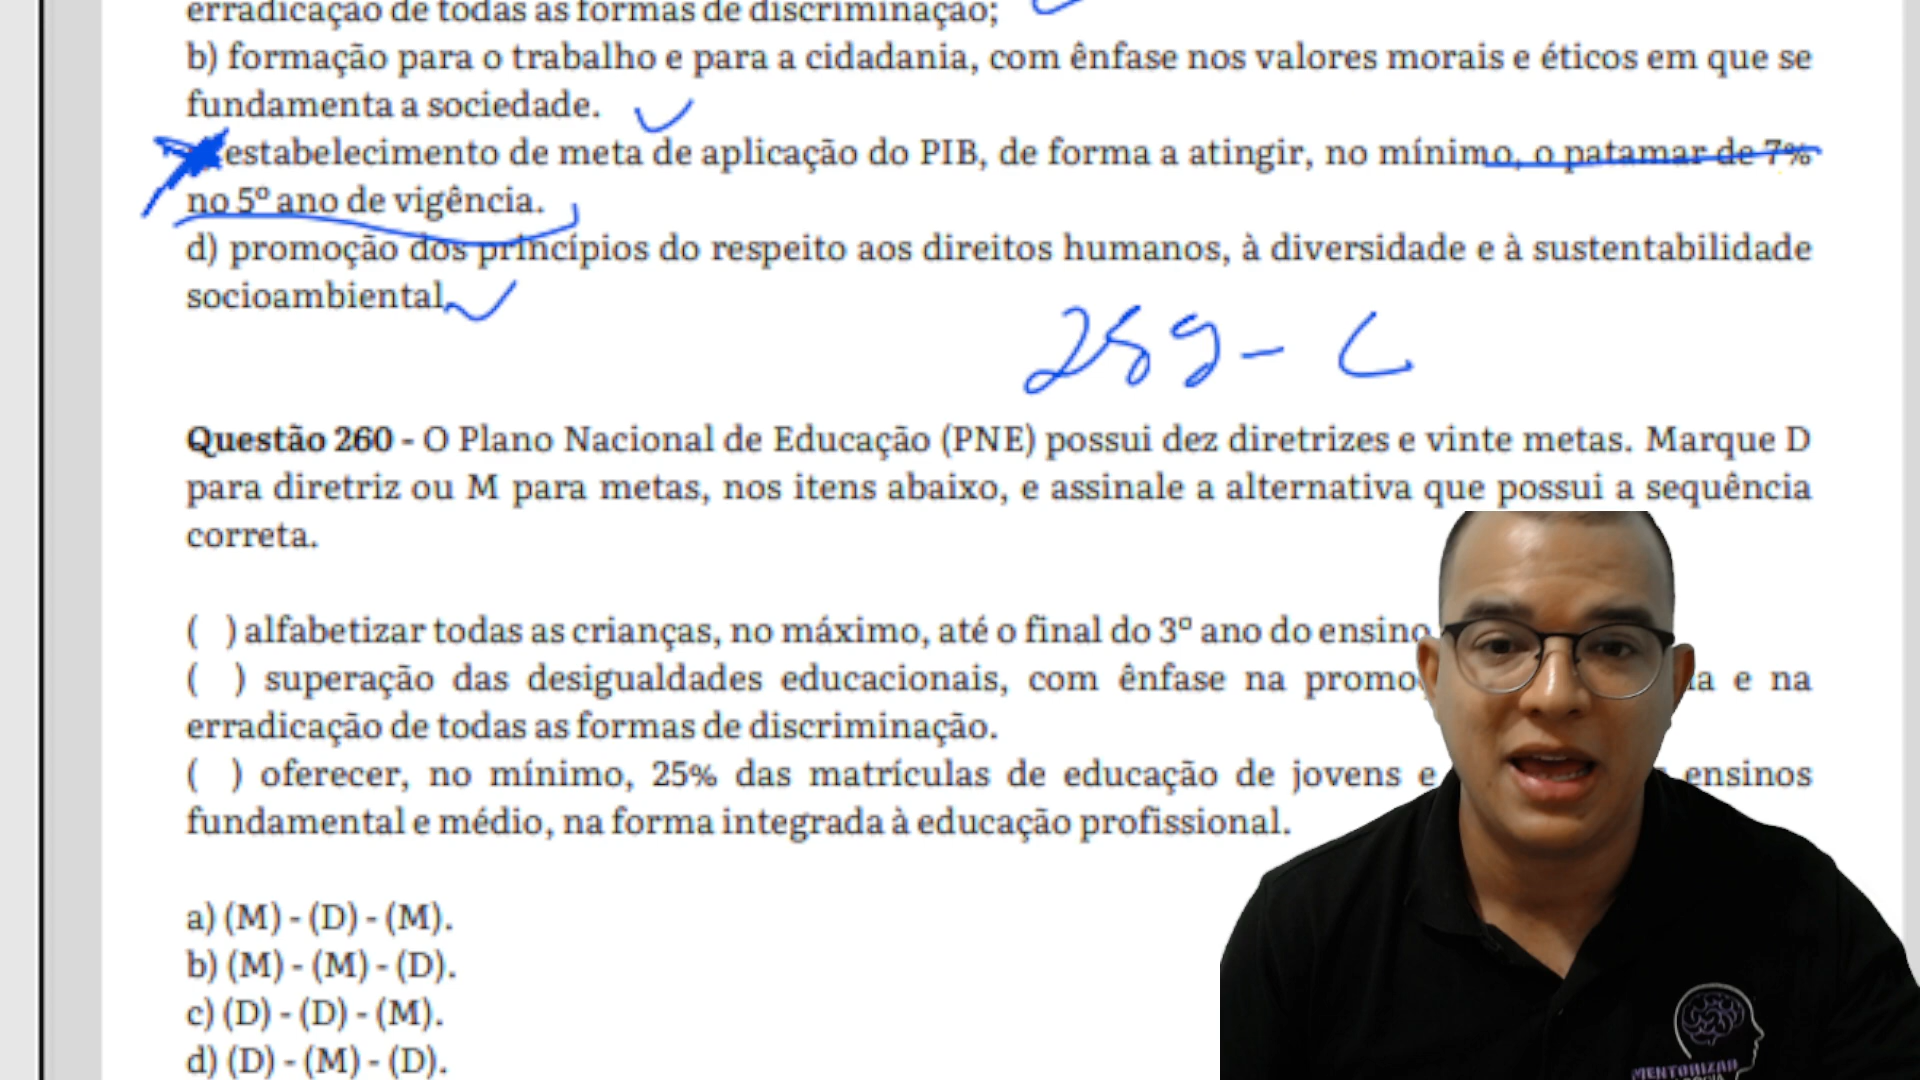 erradicação de todas as formas de discriminação;
b) formação para o trabalho e para a cidadania, com ênfase nos valores morais e éticos em que se
fundamenta a sociedade.
estabelecimento de meta de aplicação do PIB, de forma a atingir, no mínimo, o patamar de 7%
no 5º ano de vigência.
d) promoção dos princípios do respeito aos direitos humanos, à diversidade e à sustentabilidade
socioambiental.
259 - C
Questão 260 - O Plano Nacional de Educação (PNE) possui dez diretrizes e vinte metas. Marque D
para diretriz ou M para metas, nos itens abaixo, e assinale a alternativa que possui a sequência
correta.
( ) alfabetizar todas as crianças, no máximo, até o final do 3º ano do ensino
( ) superação das desigualdades educacionais, com ênfase na e na
erradicação de todas as formas de discriminação.
( ) oferecer, no mínimo, 25% das matrículas de educação de jovens e ensinos
fundamental e médio, na forma integrada à educação profissional.
a) (M) - (D) - (M).
b) (M) - (M) - (D).
c) (D) - (D) - (M).
d) (D) - (M) - (D).
MENTORIZAR